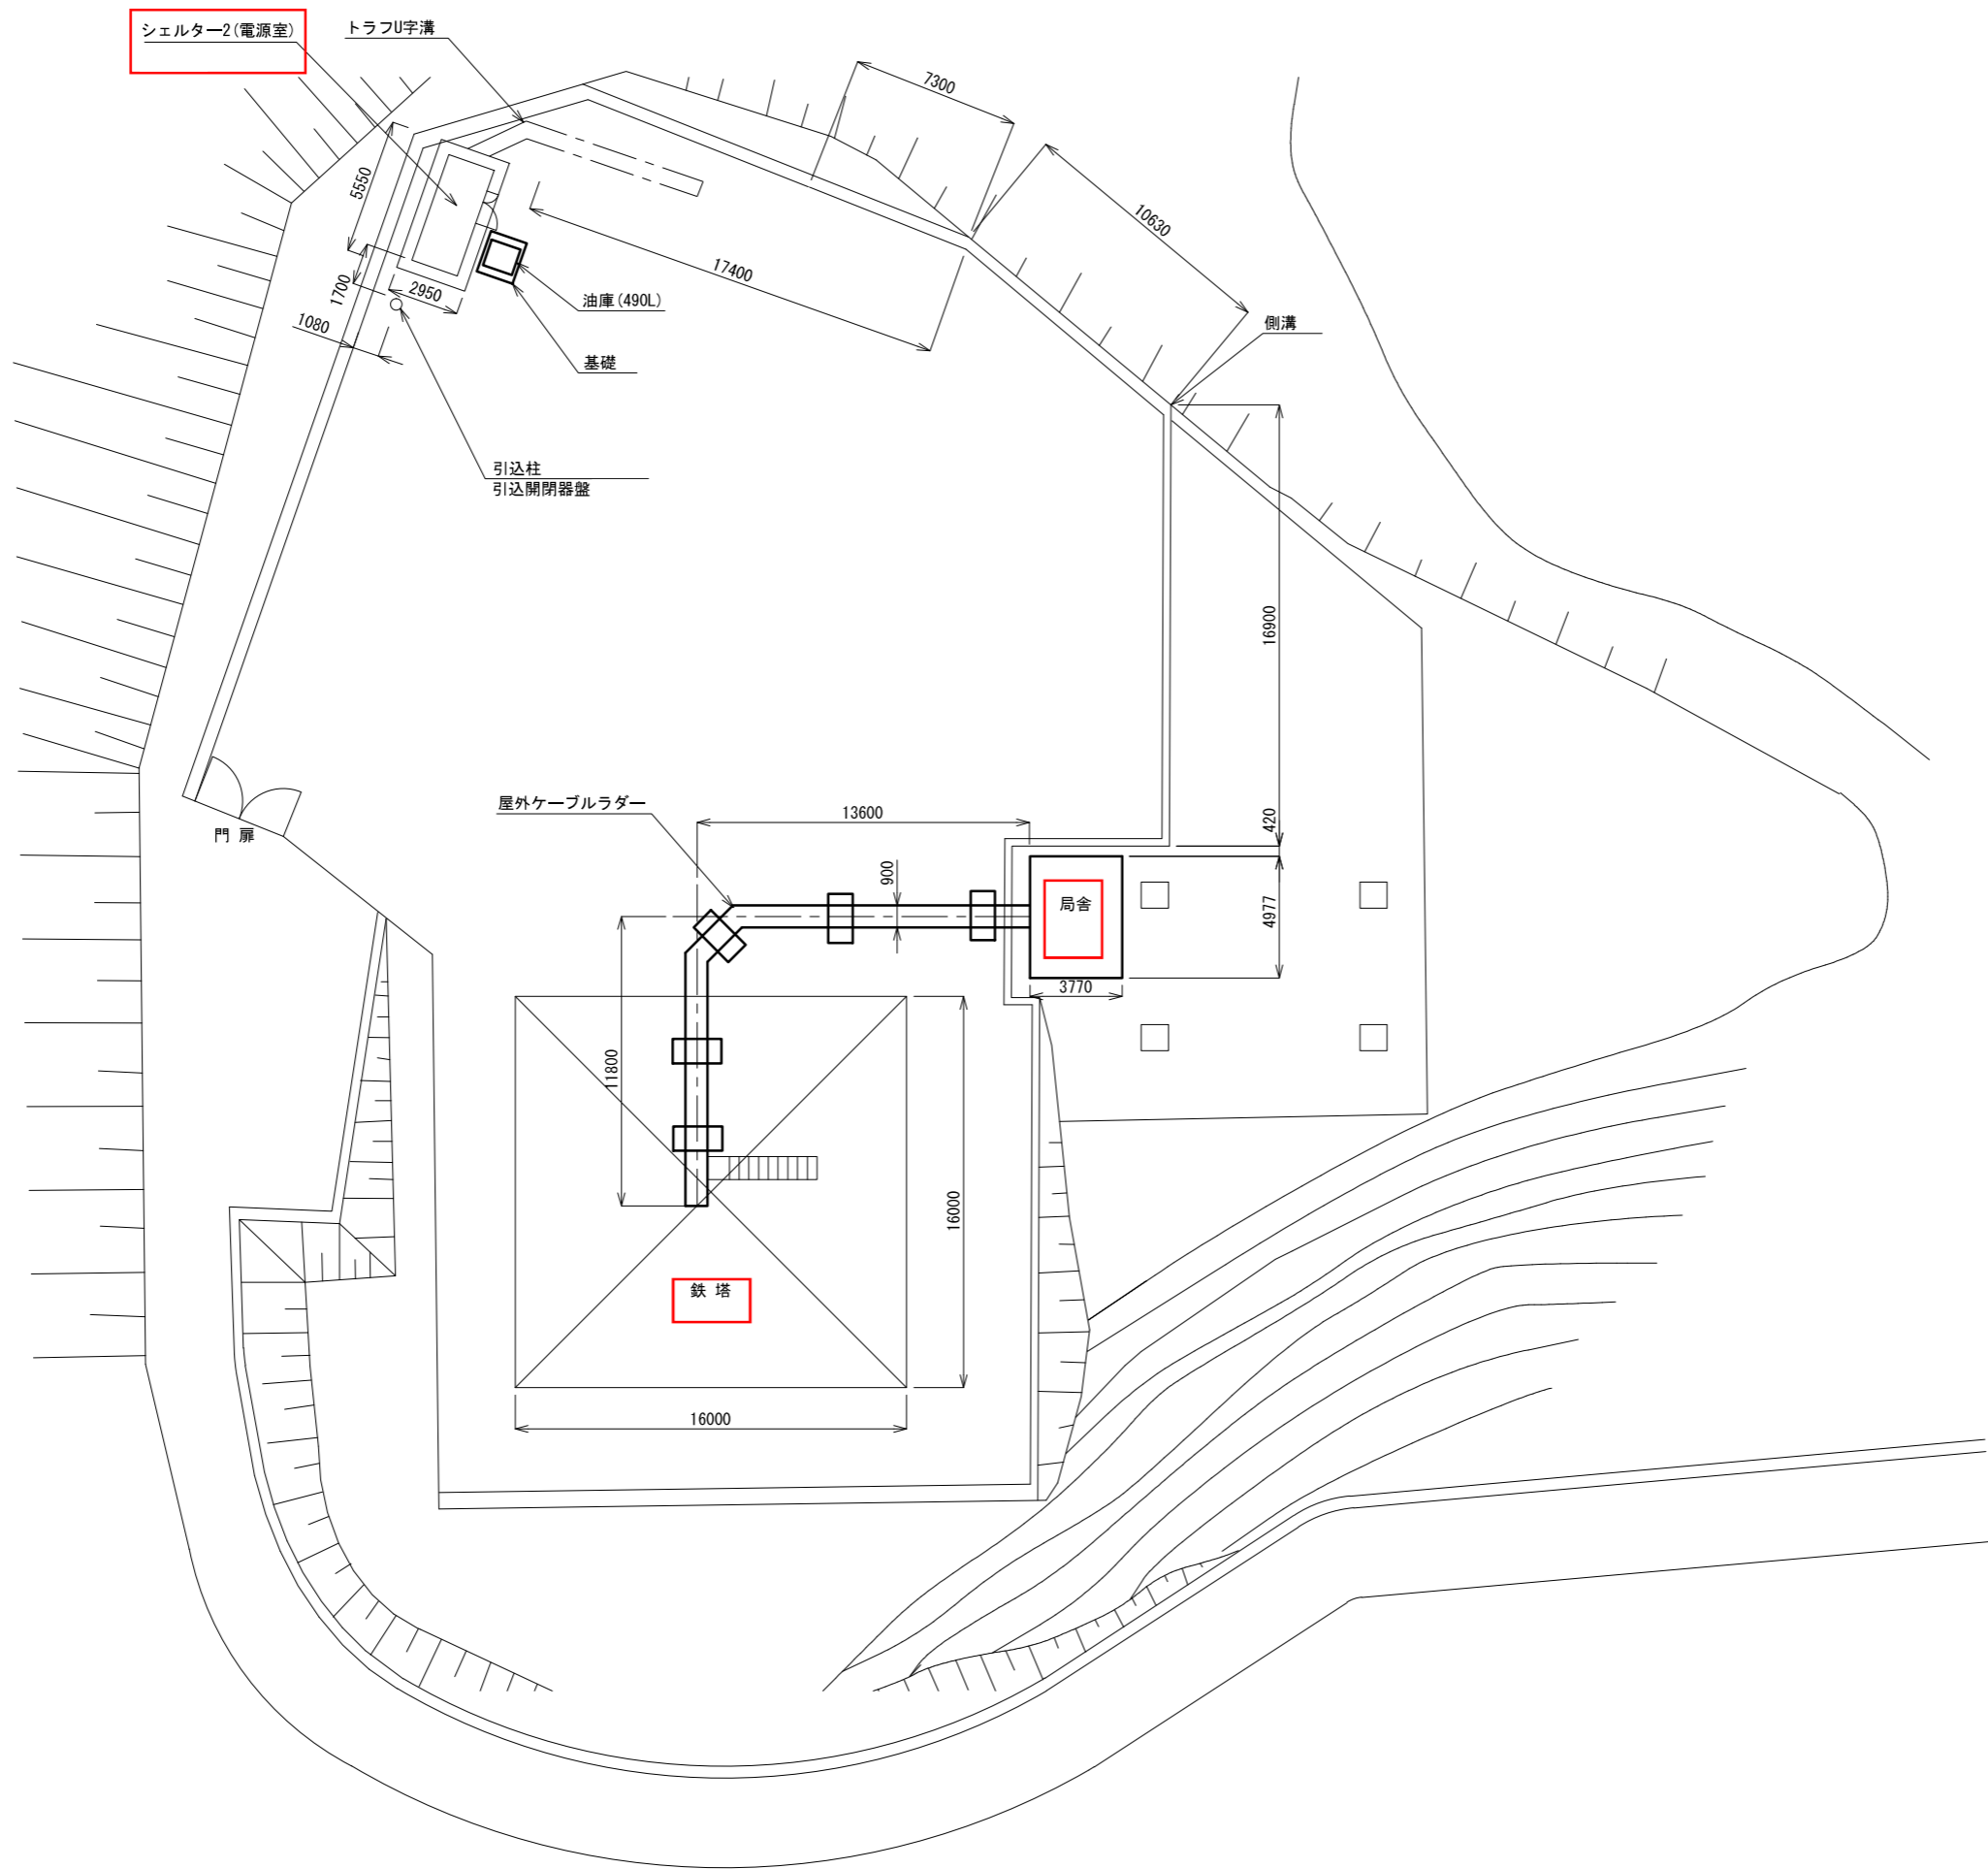 シェルター2(電源室)
トラフU字溝
7300
5550
10630
17400
1700
2950
油庫(490L)
1080
側溝
基礎
引込柱
引込開閉器盤
16900
屋外ケーブルラダー
13600
420
門 扉
900
局舎
4977
3770
11800
16000
鉄 塔
16000